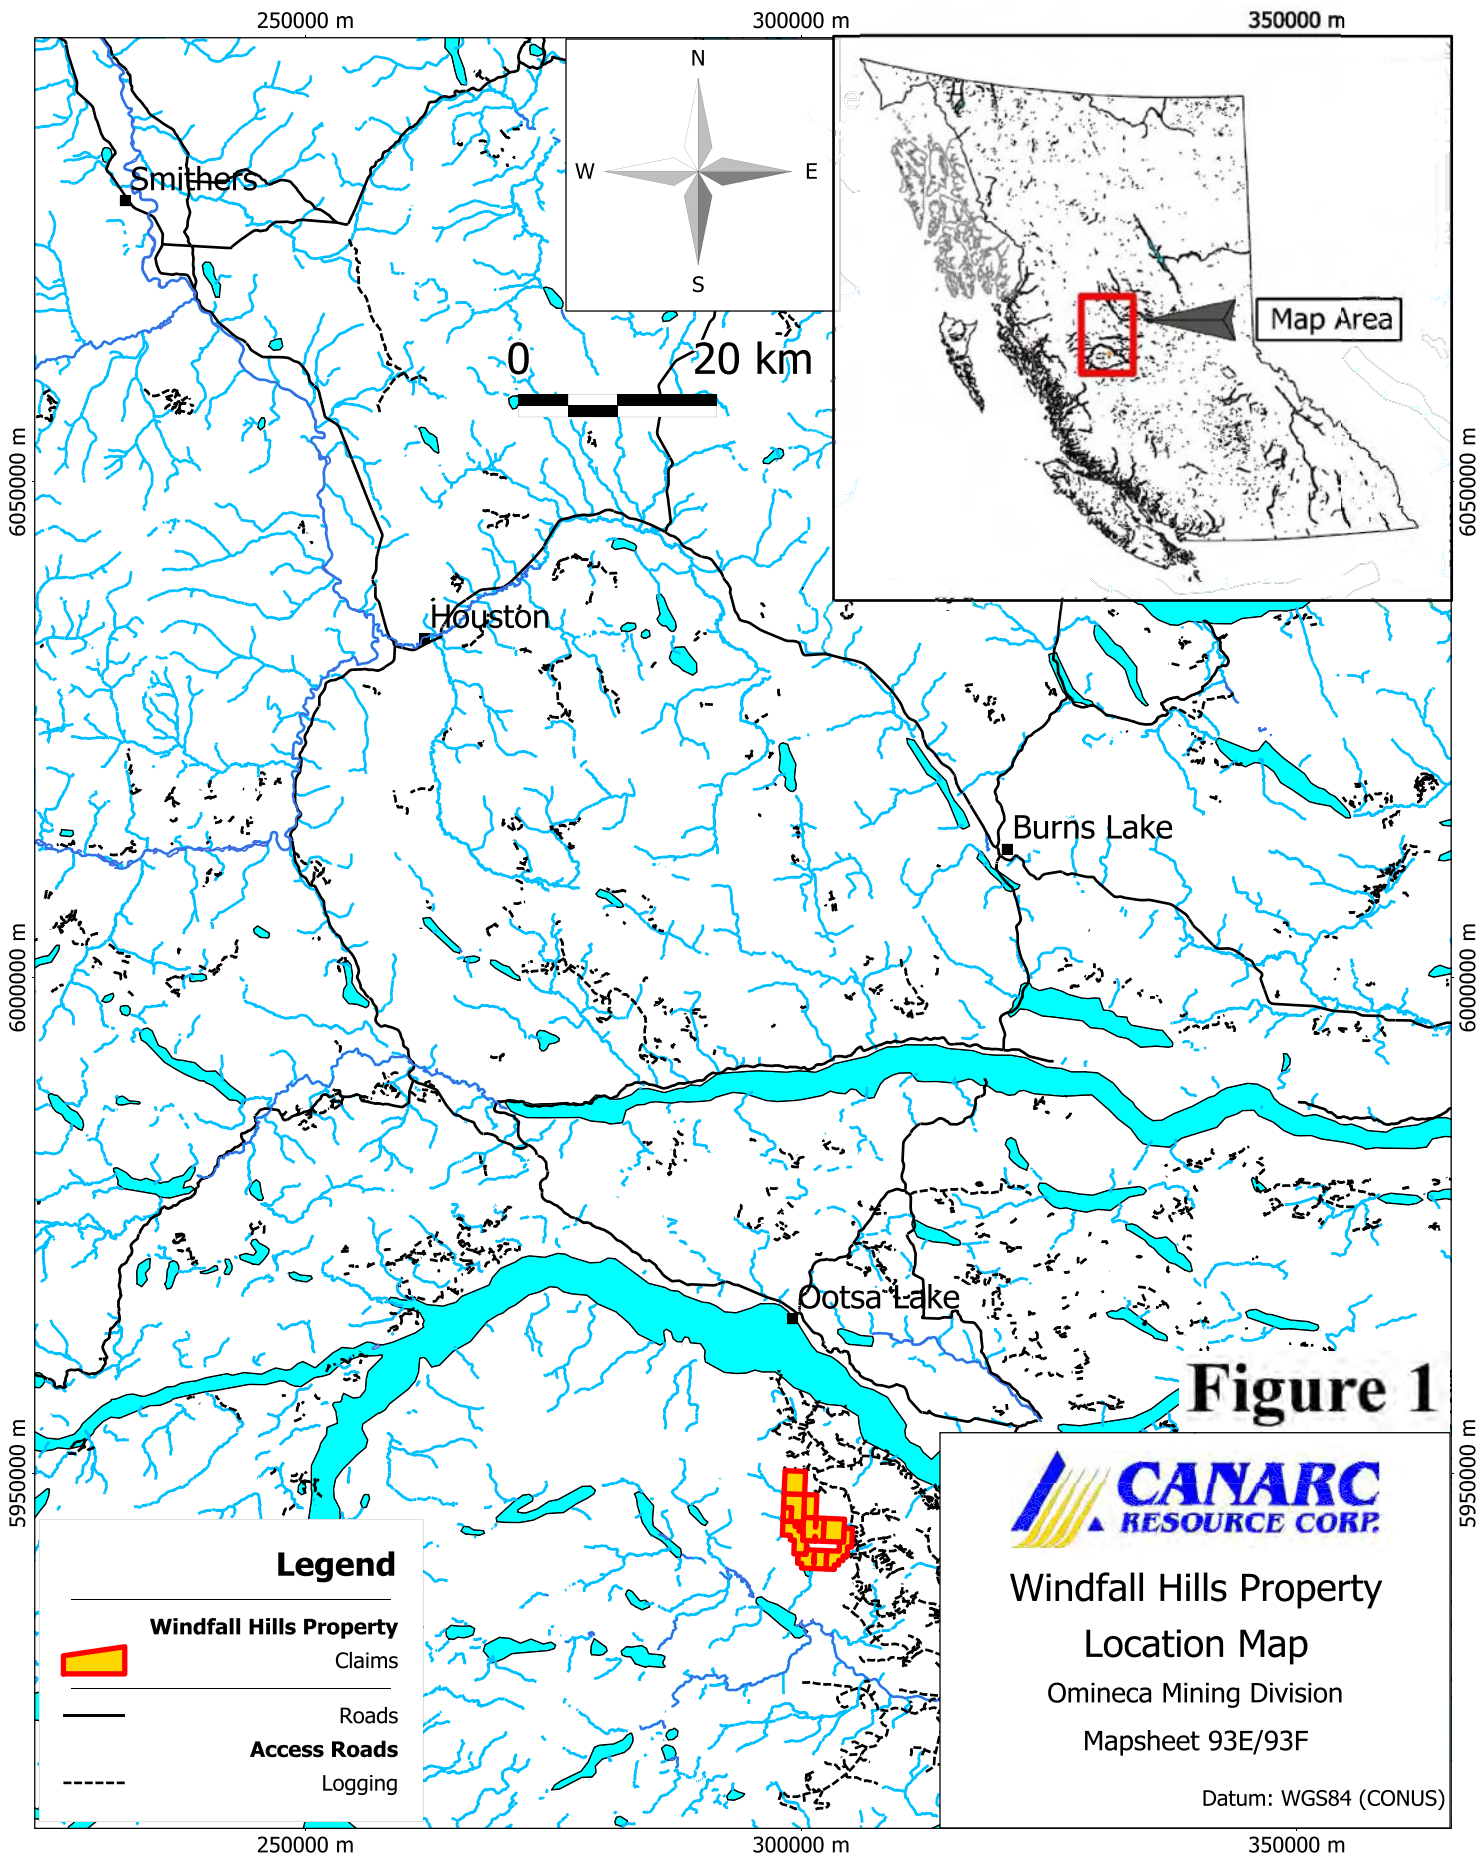 250000 m
300000 m
350000 m
N
W
E
S
0
20 km
Map Area
Smithers
Houston
Burns Lake
Ootsa Lake
6050000 m
6050000 m
6000000 m
6000000 m
5950000 m
5950000 m
Figure 1
CANARC
RESOURCE CORP.
Windfall Hills Property
Location Map
Omineca Mining Division
Mapsheet 93E/93F
Datum: WGS84 (CONUS)
Legend
Windfall Hills Property
Claims
Roads
Access Roads
Logging
250000 m
300000 m
350000 m